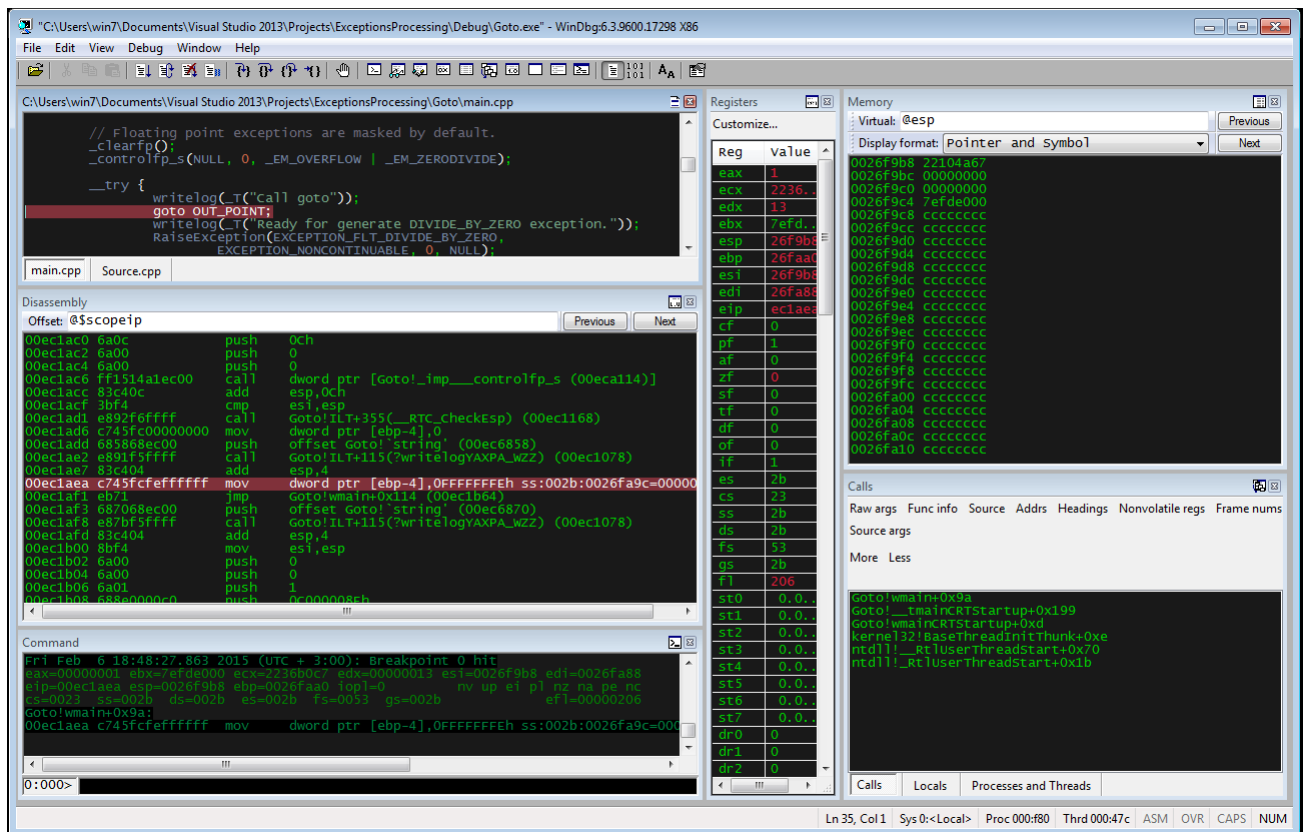 "C:\Users\win7\Documents\Visual Studio 2013\Projects\ExceptionsProcessing\Debug\Goto.exe" - WinDbg:6.3.9600.17298 X86
File Edit View Debug Window Help
C:\Users\win7\Documents\Visual Studio 2013\Projects\ExceptionsProcessing\Goto\main.cpp
// Floating point exceptions are masked by default.
_clearfp();
_controlfp_s(NULL, 0, _EM_OVERFLOW | _EM_ZERODIVIDE);
__try {
writelog(_T("Call goto"));
goto OUT_POINT;
writelog(_T("Ready for generate DIVIDE_BY_ZERO exception."));
RaiseException(EXCEPTION_FLT_DIVIDE_BY_ZERO,
EXCEPTION_NONCONTINUABLE, 0, NULL);
main.cpp Source.cpp
Disassembly
Offset: @$scopeip Previous Next
00ec1ac0 6a0c push 0Ch
00ec1ac2 6a00 push 0
00ec1ac4 6a00 push 0
00ec1ac6 ff1514a1ec00 call dword ptr [Goto!_imp___controlfp_s (00eca114)]
00ec1acc 83c40c add esp,0Ch
00ec1acf 3bf4 cmp esi,esp
00ec1ad1 e892f6ffff call Goto!ILT+355(__RTC_CheckEsp) (00ec1168)
00ec1ad6 c745fc00000000 mov dword ptr [ebp-4],0
00ec1add 685868ec00 push offset Goto!`string' (00ec6858)
00ec1ae2 e891f5ffff call Goto!ILT+115(?writelogYAXPA_WZZ) (00ec1078)
00ec1ae7 83c404 add esp,4
00ec1aea c745fcfeffffff mov dword ptr [ebp-4],0FFFFFFFEh ss:002b:0026fa9c=00000
00ec1af1 eb71 jmp Goto!wmain+0x114 (00ec1b64)
00ec1af3 687068ec00 push offset Goto!`string' (00ec6870)
00ec1af8 e87bf5ffff call Goto!ILT+115(?writelogYAXPA_WZZ) (00ec1078)
00ec1afd 83c404 add esp,4
00ec1b00 8bf4 mov esi,esp
00ec1b02 6a00 push 0
00ec1b04 6a00 push 0
00ec1b06 6a01 push 1
00ec1b08 688e0000c0 push 0C000008Eh
Command
Fri Feb 6 18:48:27.863 2015 (UTC + 3:00): Breakpoint 0 hit
eax=00000001 ebx=7efde000 ecx=2236b0c7 edx=00000013 esi=0026f9b8 edi=0026fa88
eip=00ec1aea esp=0026f9b8 ebp=0026faa0 iopl=0 nv up ei pl nz na pe nc
cs=0023 ss=002b ds=002b es=002b fs=0053 gs=002b efl=00000206
Goto!wmain+0x9a:
00ec1aea c745fcfeffffff mov dword ptr [ebp-4],0FFFFFFFEh ss:002b:0026fa9c=000
0:000>
Registers
Customize...
Reg Value
eax 1
ecx 2236..
edx 13
ebx 7efd..
esp 26f9b8
ebp 26faa0
esi 26f9b8
edi 26fa88
eip ec1aea
cf 0
pf 1
af 0
zf 0
sf 0
tf 0
df 0
of 0
if 1
es 2b
cs 23
ss 2b
ds 2b
fs 53
gs 2b
fl 206
st0 0.0..
st1 0.0..
st2 0.0..
st3 0.0..
st4 0.0..
st5 0.0..
st6 0.0..
st7 0.0..
dr0 0
dr1 0
dr2 0
Memory
Virtual: @esp Previous
Display format: Pointer and Symbol Next
0026f9b8 22104a67
0026f9bc 00000000
0026f9c0 00000000
0026f9c4 7efde000
0026f9c8 cccccccc
0026f9cc cccccccc
0026f9d0 cccccccc
0026f9d4 cccccccc
0026f9d8 cccccccc
0026f9dc cccccccc
0026f9e0 cccccccc
0026f9e4 cccccccc
0026f9e8 cccccccc
0026f9ec cccccccc
0026f9f0 cccccccc
0026f9f4 cccccccc
0026f9f8 cccccccc
0026f9fc cccccccc
0026fa00 cccccccc
0026fa04 cccccccc
0026fa08 cccccccc
0026fa0c cccccccc
0026fa10 cccccccc
Calls
Raw args Func info Source Addrs Headings Nonvolatile regs Frame nums
Source args
More Less
Goto!wmain+0x9a
Goto!__tmainCRTStartup+0x199
Goto!wmainCRTStartup+0xd
kernel32!BaseThreadInitThunk+0xe
ntdll!__RtlUserThreadStart+0x70
ntdll!_RtlUserThreadStart+0x1b
Calls Locals Processes and Threads
Ln 35, Col 1 Sys 0:<Local> Proc 000:f80 Thrd 000:47c ASM OVR CAPS NUM